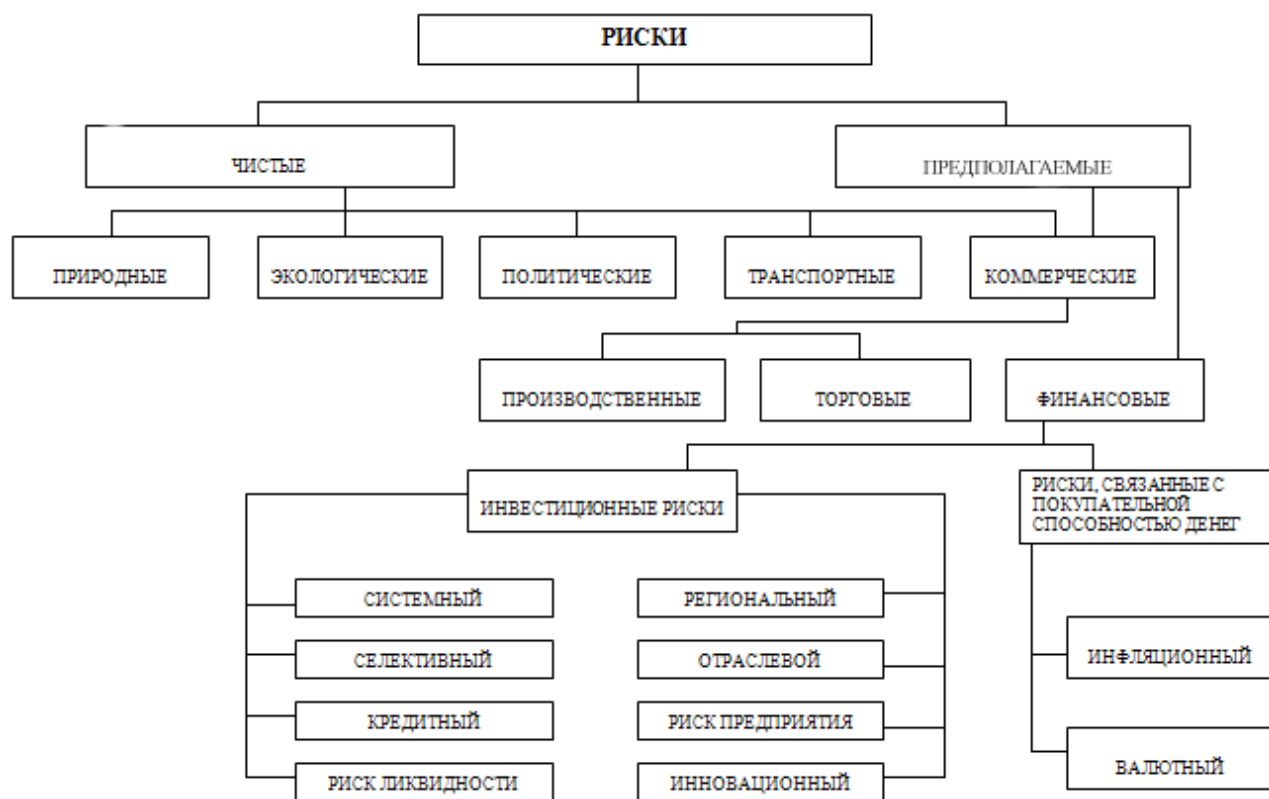 РИСКИ
ЧИСТЫЕ
ПРЕДПОЛАГАЕМЫЕ
ПРИРОДНЫЕ
ЭКОЛОГИЧЕСКИЕ
ПОЛИТИЧЕСКИЕ
ТРАНСПОРТНЫЕ
КОММЕРЧЕСКИЕ
ПРОИЗВОДСТВЕННЫЕ
ТОРГОВЫЕ
ФИНАНСОВЫЕ
ИНВЕСТИЦИОННЫЕ РИСКИ
РИСКИ, СВЯЗАННЫЕ С
ПОКУПАТЕЛЬНОЙ
СПОСОБНОСТЬЮ ДЕНЕГ
СИСТЕМНЫЙ
РЕГИОНАЛЬНЫЙ
СЕЛЕКТИВНЫЙ
ОТРАСЛЕВОЙ
ИНФЛЯЦИОННЫЙ
КРЕДИТНЫЙ
РИСК ПРЕДПРИЯТИЯ
РИСК ЛИКВИДНОСТИ
ИННОВАЦИОННЫЙ
ВАЛЮТНЫЙ